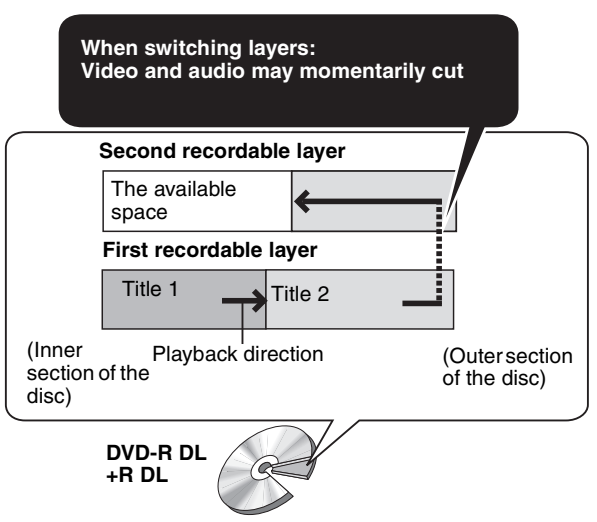 When switching layers:
Video and audio may momentarily cut
Second recordable layer
The available
space
First recordable layer
Title 1
Title 2
Playback direction
(Inner
section of the
disc)
(Outer section
of the disc)
DVD-R DL
+R DL